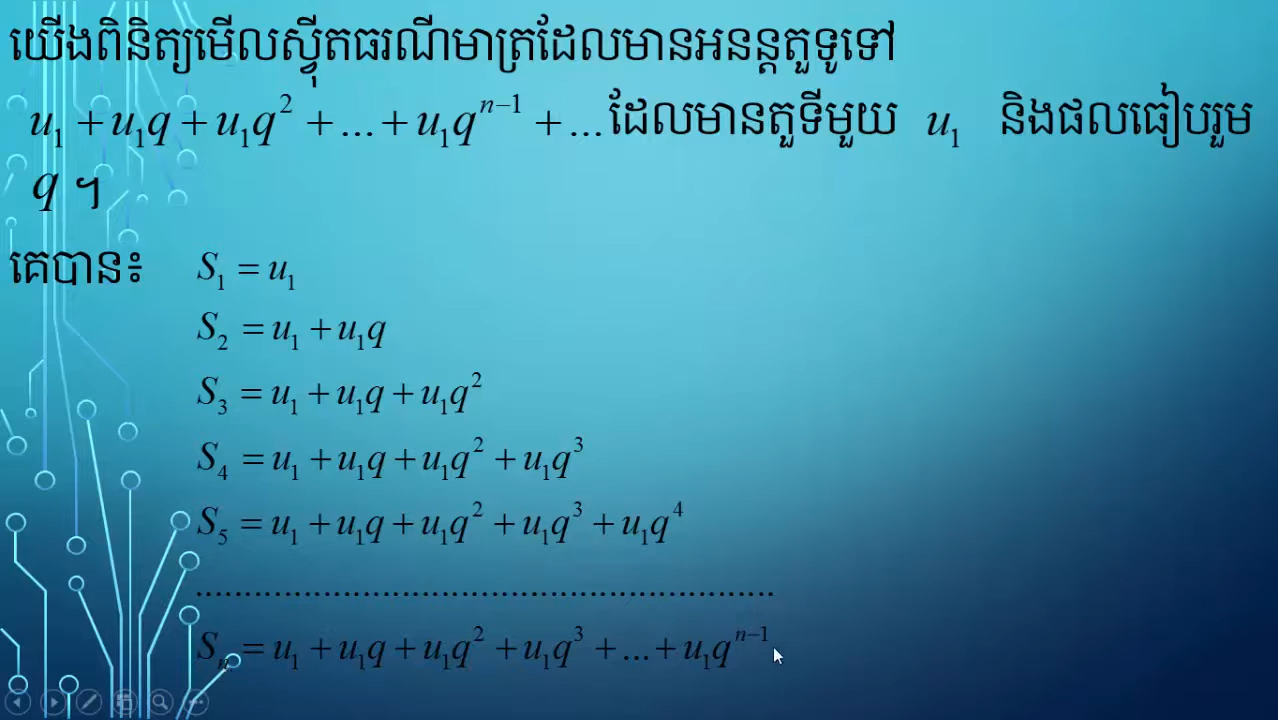 យើងពិនិត្យមើលស្វ៊ីតធរណីមាត្រដែលមានអនន្តតួទូទៅ
u₁ + u₁q + u₁q² + ... + u₁qⁿ⁻¹ + ... ដែលមានតួទីមួយ u₁ និងផលធៀបរួម
q ។
គេបាន៖ S₁ = u₁
S₂ = u₁ + u₁q
S₃ = u₁ + u₁q + u₁q²
S₄ = u₁ + u₁q + u₁q² + u₁q³
S₅ = u₁ + u₁q + u₁q² + u₁q³ + u₁q⁴
..........................................................
Sₙ = u₁ + u₁q + u₁q² + u₁q³ + ... + u₁qⁿ⁻¹